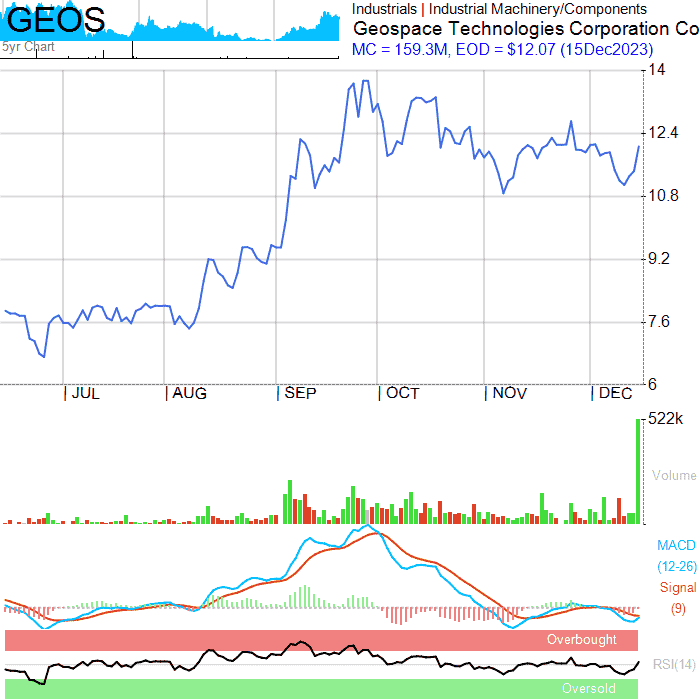 GEOS
5yr Chart
Industrials | Industrial Machinery/Components
Geospace Technologies Corporation Co
MC = 159.3M, EOD = $12.07 (15Dec2023)
14
12.4
10.8
9.2
7.6
6
JUL
AUG
SEP
OCT
NOV
DEC
522k
Volume
MACD
(12-26)
Signal
(9)
Overbought
RSI(14)
Oversold